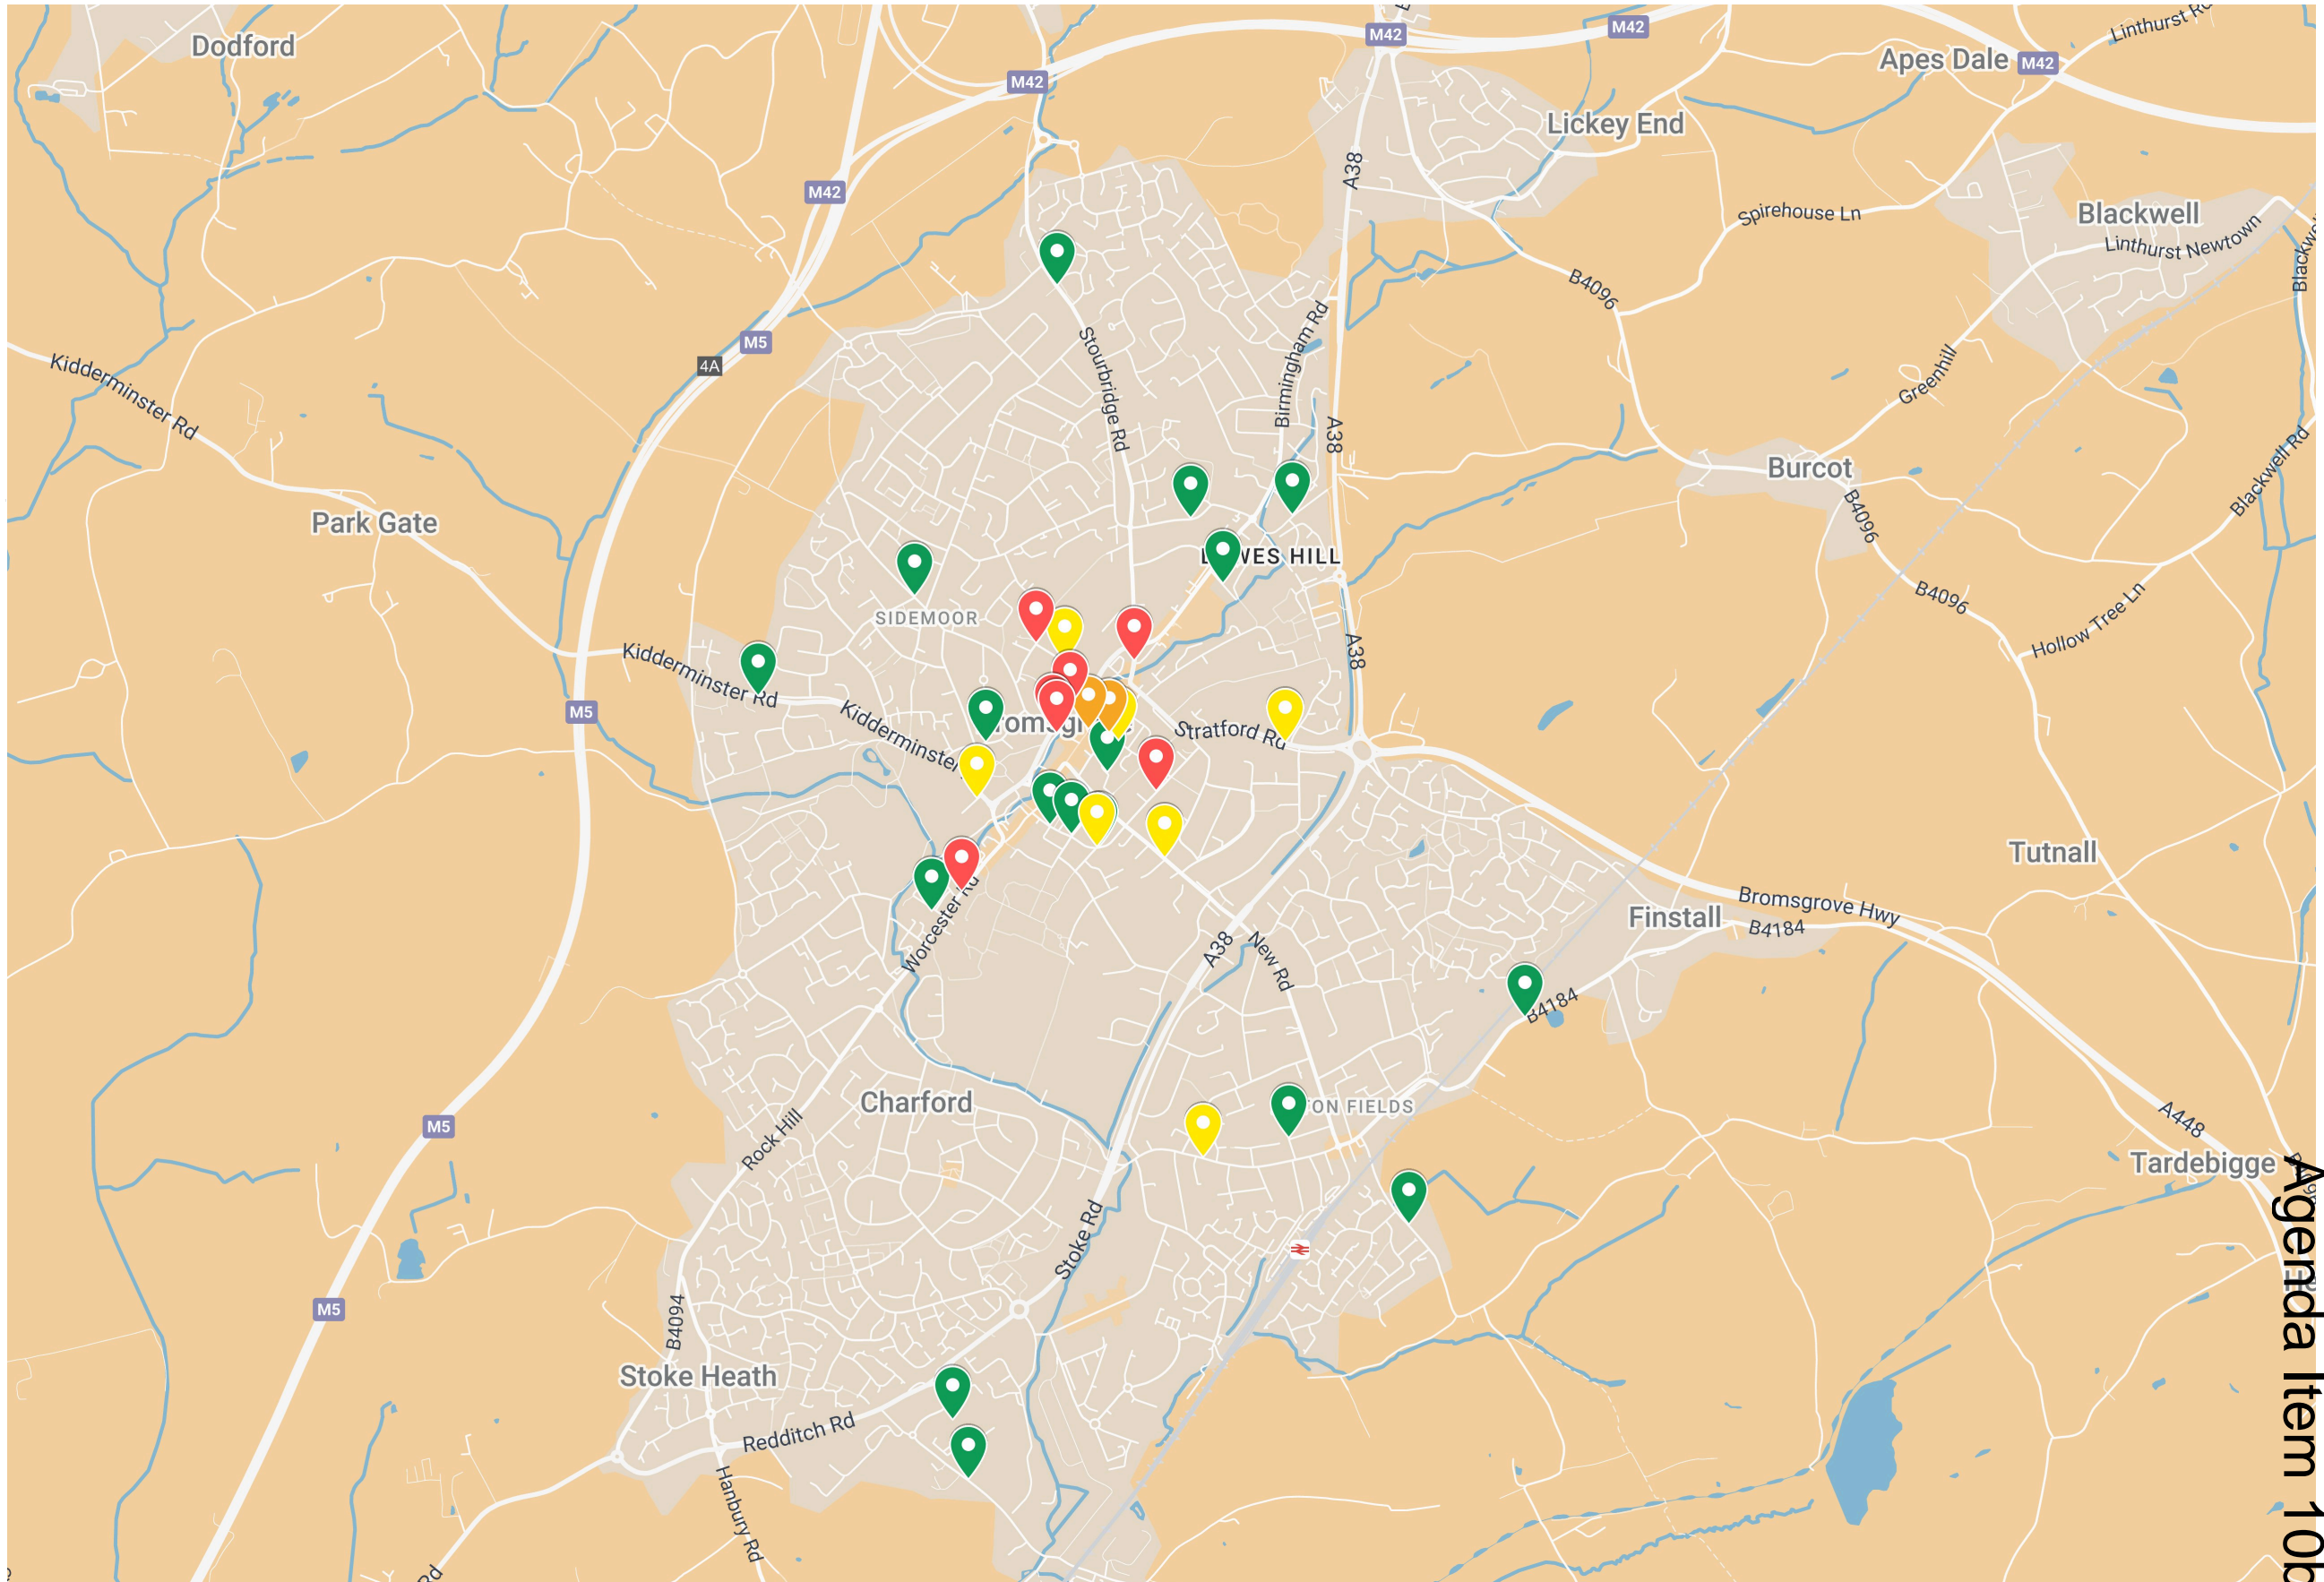 Dodford
M42
M42
M42
Apes Dale
M42
Linthurst
Lickey End
A38
M42
Spirehouse Ln
Blackwell
Linthurst Newtown
B4096
Birmingham Rd
Stourbridge Rd
M5
4A
Kidderminster Rd
Greenhill
A38
Burcot
Blackwell Rd
Park Gate
B4096
WES HILL
B4096
Hollow Tree Ln
SIDEMOOR
A38
Kidderminster Rd
M5
Kidderminster
Stratford Rd
Tutnall
Bromsgrove Hwy
Finstall
B4184
Worcester Rd
A38
New Rd
B4184
Charford
ON FIELDS
M5
Rock Hill
A448
Tardebigge
Stoke Rd
M5
B4094
Stoke Heath
Redditch Rd
Hanbury Rd
Rd
Agenda Item 10b